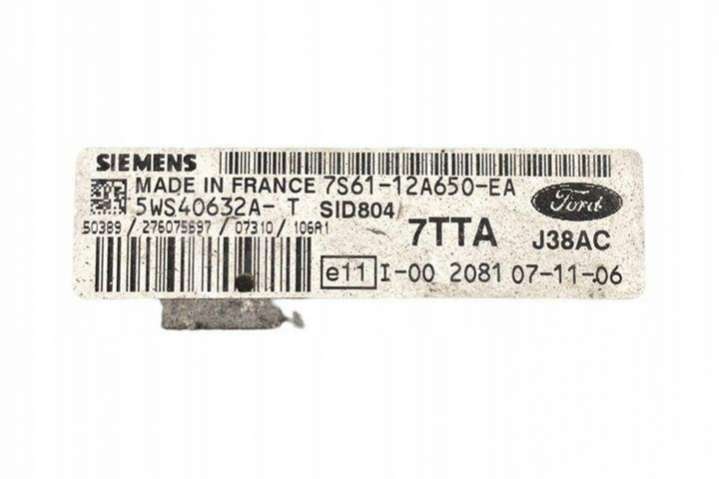 SIEMENS
MADE IN FRANCE 7S61-12A650-EA
5WS40632A- T SID804
50389 / 276075697 / 07310 / 106A1
7TTA J38AC
Ford
e11 I-00 2081 07-11-06